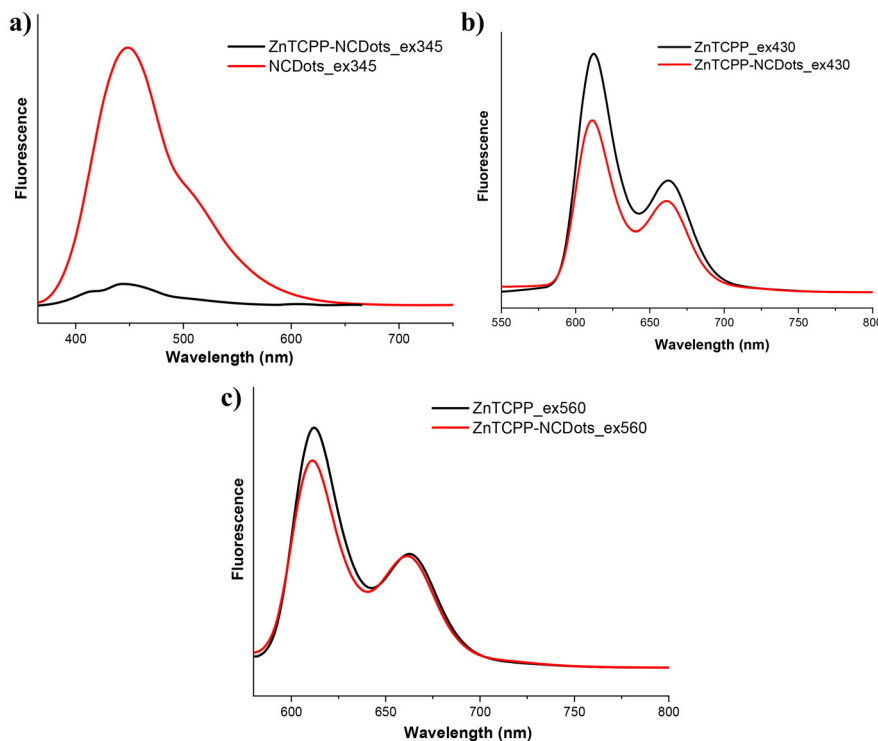 a)
ZnTCPP-NCDots_ex345
NCDots_ex345
Fluorescence
400 500 600 700
Wavelength (nm)
b)
ZnTCPP_ex430
ZnTCPP-NCDots_ex430
Fluorescence
550 600 650 700 750 800
Wavelength (nm)
c)
ZnTCPP_ex560
ZnTCPP-NCDots_ex560
Fluorescence
600 650 700 750 800
Wavelength (nm)